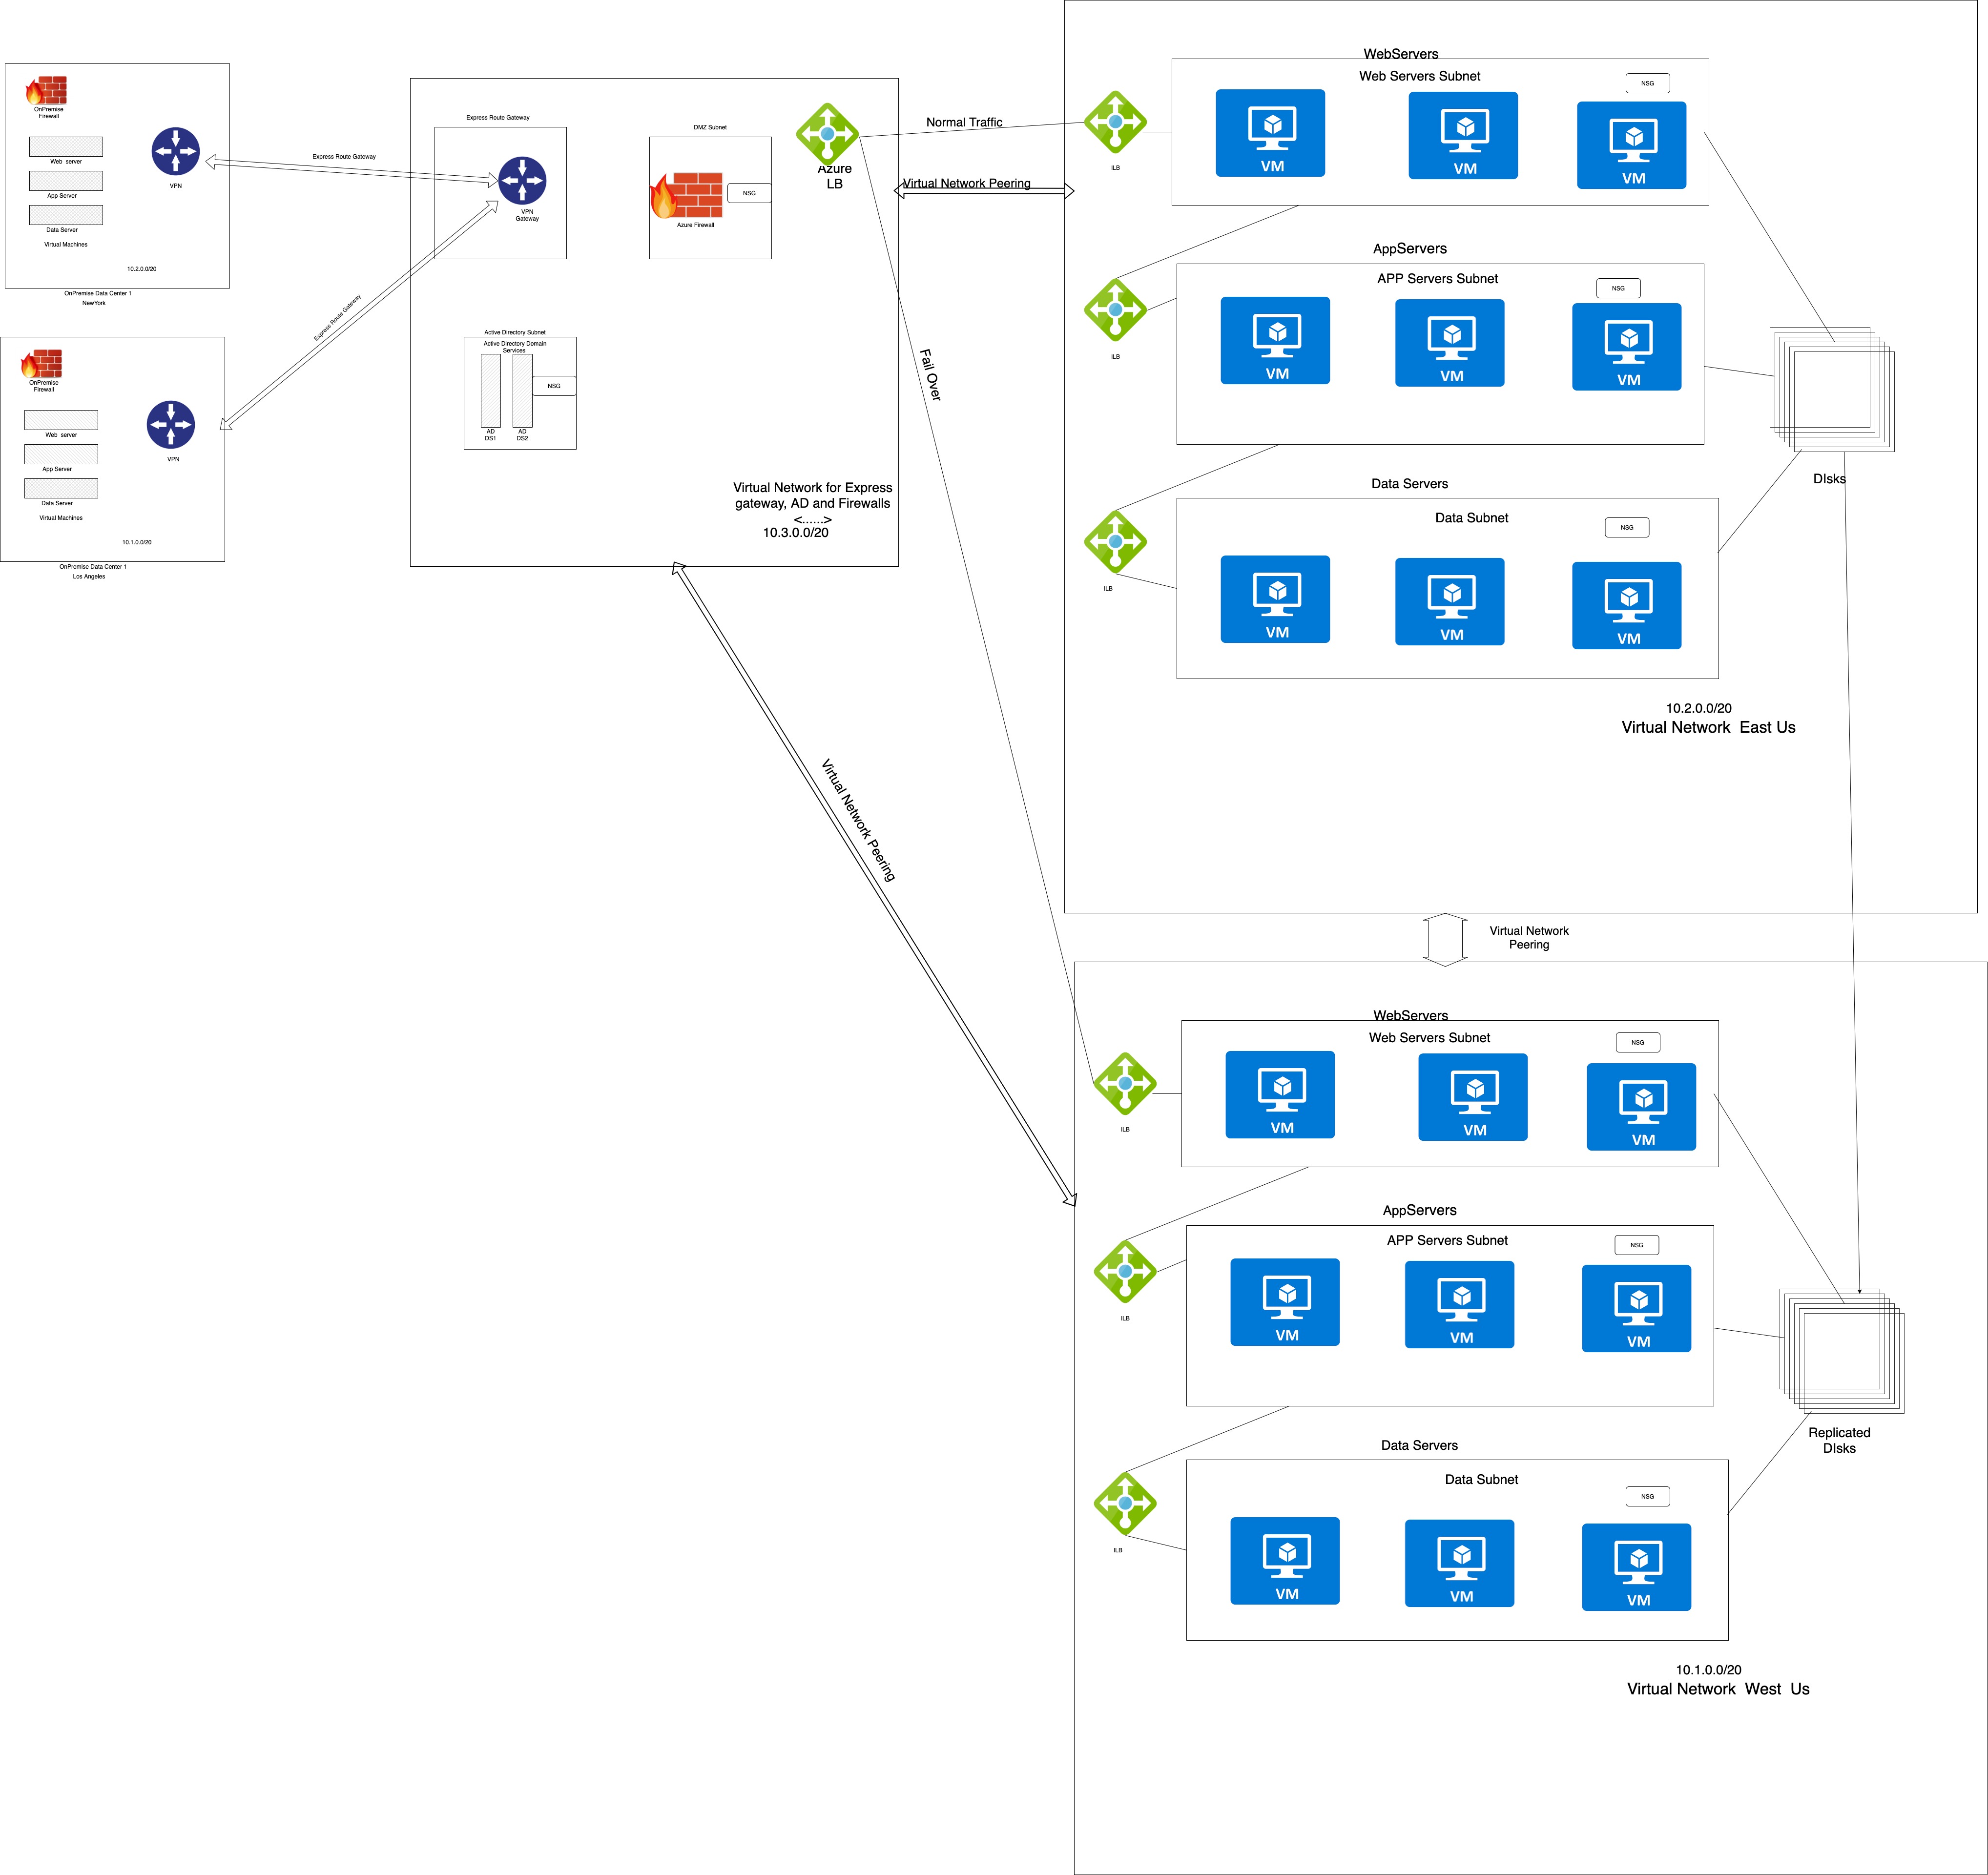 OnPremise
Firewall
Web  server
App Server
Data Server
Virtual Machines
VPN
10.2.0.0/20
OnPremise Data Center 1
NewYork
OnPremise
Firewall
Web  server
App Server
Data Server
Virtual Machines
VPN
10.1.0.0/20
OnPremise Data Center 1
Los Angeles
Express Route Gateway
Express Route Gateway
Express Route Gateway
VPN
Gateway
DMZ Subnet
NSG
Azure Firewall
Azure
LB
Active Directory Subnet
Active Directory Domain
Services
NSG
AD
DS1
AD
DS2
Virtual Network for Express
gateway, AD and Firewalls
<......>
10.3.0.0/20
Normal Traffic
Virtual Network Peering
Fail Over
Virtual Network Peering
WebServers
Web Servers Subnet
NSG
VM
VM
VM
ILB
AppServers
APP Servers Subnet
NSG
VM
VM
VM
ILB
Data Servers
Data Subnet
NSG
VM
VM
VM
ILB
DIsks
10.2.0.0/20
Virtual Network  East Us
Virtual Network
Peering
WebServers
Web Servers Subnet
NSG
VM
VM
VM
ILB
AppServers
APP Servers Subnet
NSG
VM
VM
VM
ILB
Data Servers
Data Subnet
NSG
VM
VM
VM
ILB
Replicated
DIsks
10.1.0.0/20
Virtual Network  West  Us